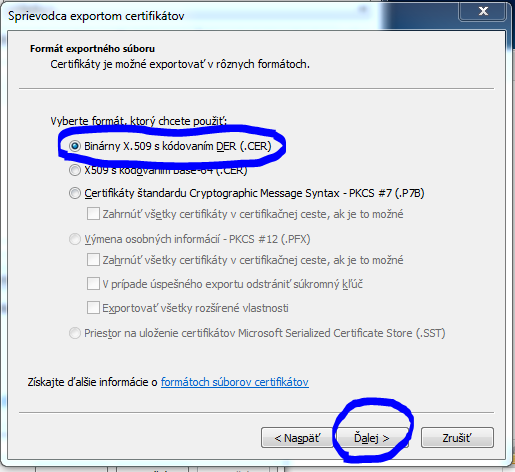 Sprievodca exportom certifikátov
Formát exportného súboru
Certifikáty je možné exportovať v rôznych formátoch.
Vyberte formát, ktorý chcete použiť:
Binárny X.509 s kódovaním DER (.CER)
X509 s kódovaním Base-64 (.CER)
Certifikáty štandardu Cryptographic Message Syntax - PKCS #7 (.P7B)
Zahrnúť všetky certifikáty v certifikačnej ceste, ak je to možné
Výmena osobných informácií - PKCS #12 (.PFX)
Zahrnúť všetky certifikáty v certifikačnej ceste, ak je to možné
V prípade úspešného exportu odstrániť súkromný kľúč
Exportovať všetky rozšírené vlastnosti
Priestor na uloženie certifikátov Microsoft Serialized Certificate Store (.SST)
Získajte ďalšie informácie o formátoch súborov certifikátov
< Naspäť Ďalej > Zrušiť